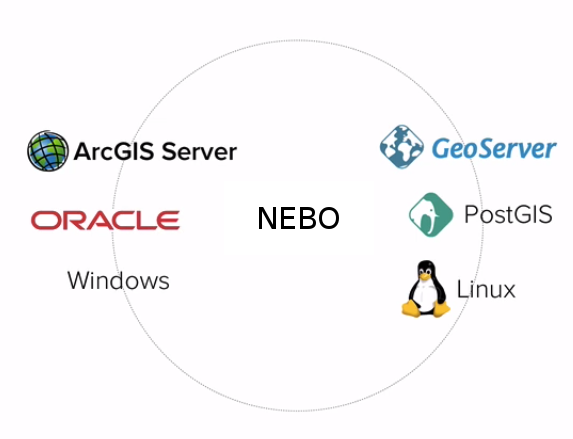 ArcGIS Server
GeoServer
ORACLE
NEBO
PostGIS
Windows
Linux